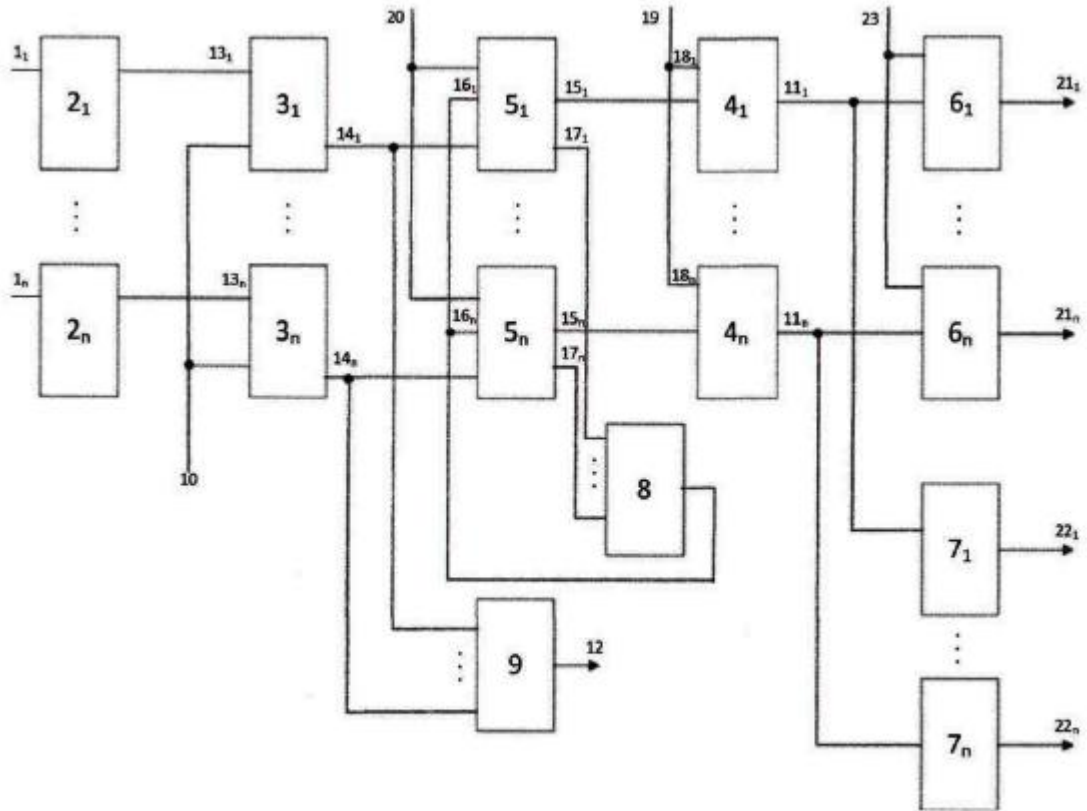 20 19 23
1₁ 13₁ 18₁ 21₁
16₁ 15₁ 11₁
2₁ 3₁ 5₁ 4₁ 6₁
14₁ 17₁
1ₙ 13ₙ 18ₙ 21ₙ
16ₙ 15ₙ 11ₙ
2ₙ 3ₙ 5ₙ 4ₙ 6ₙ
14ₙ 17ₙ
10
8
22₁
7₁
12
9
22ₙ
7ₙ